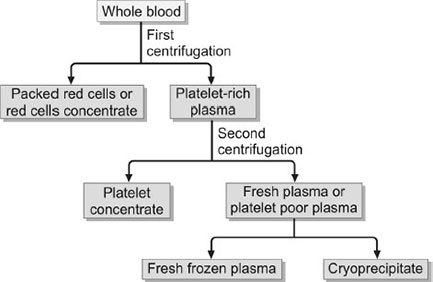 Whole blood
First
centrifugation
Packed red cells or
red cells concentrate
Platelet-rich
plasma
Second
centrifugation
Platelet
concentrate
Fresh plasma or
platelet poor plasma
Fresh frozen plasma
Cryoprecipitate